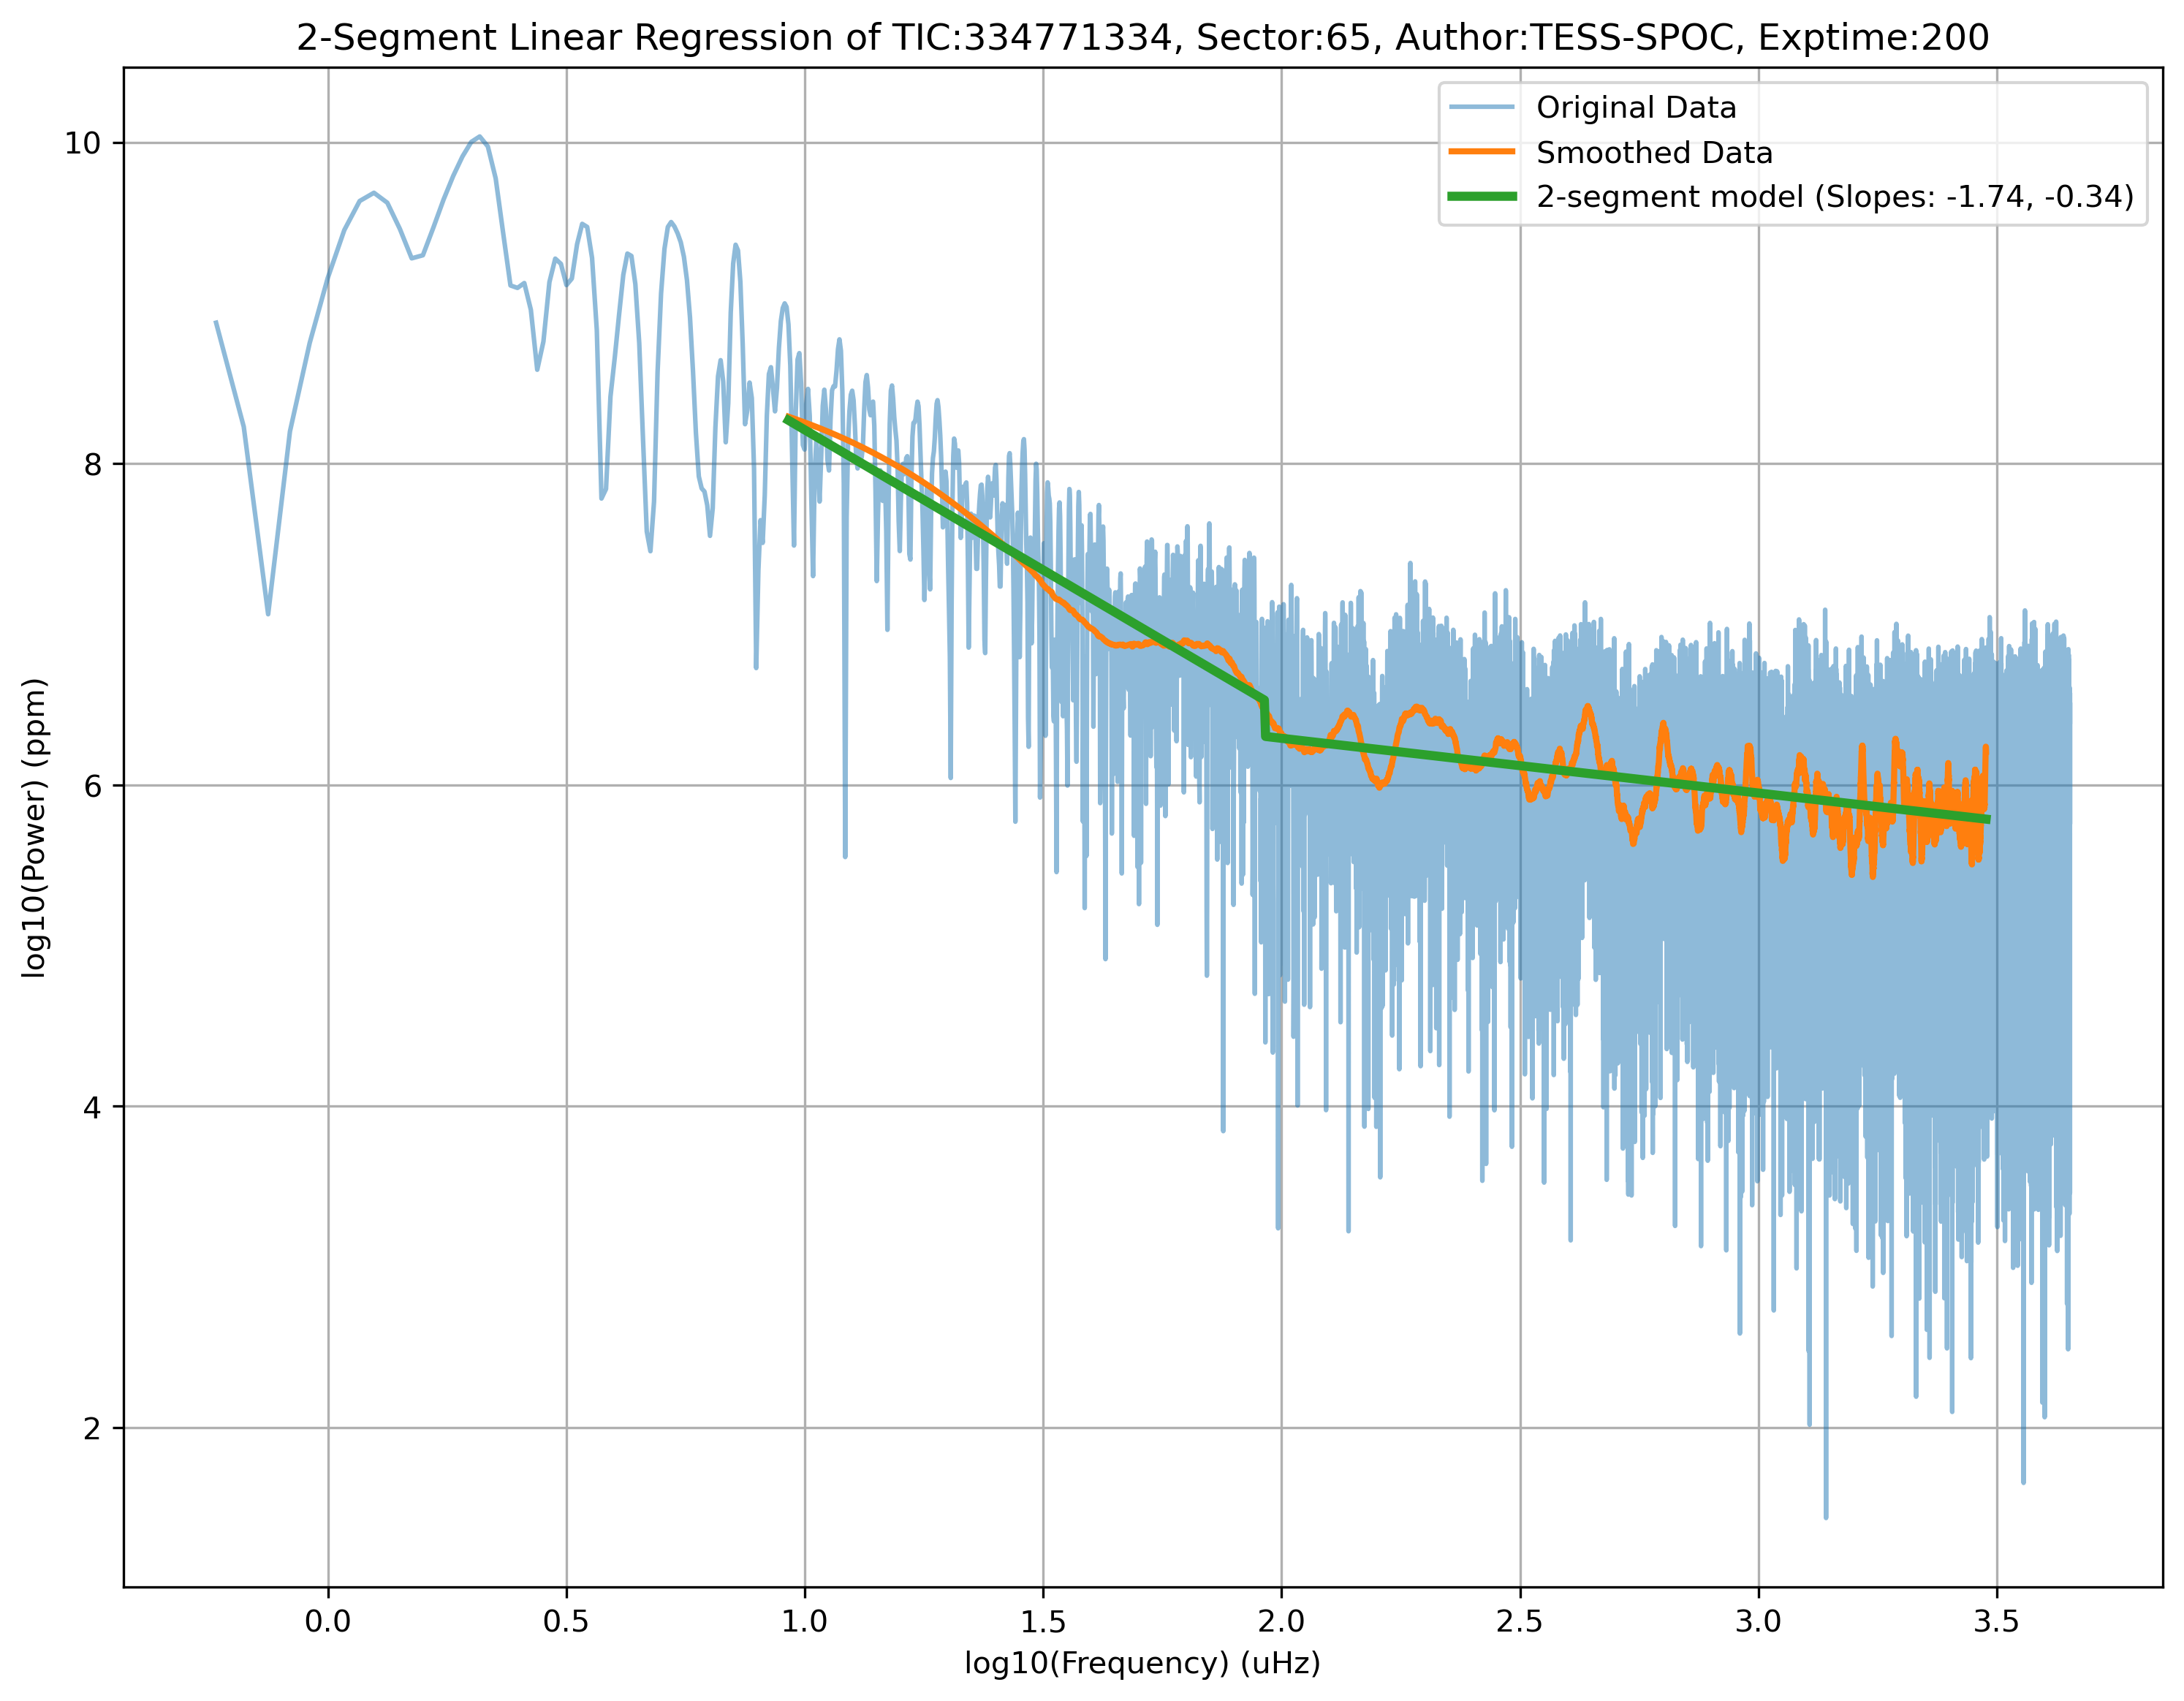 2-Segment Linear Regression of TIC:334771334, Sector:65, Author:TESS-SPOC, Exptime:200
Original Data
Smoothed Data
2-segment model (Slopes: -1.74, -0.34)
10
8
6
4
2
log10(Power) (ppm)
0.0 0.5 1.0 1.5 2.0 2.5 3.0 3.5
log10(Frequency) (uHz)